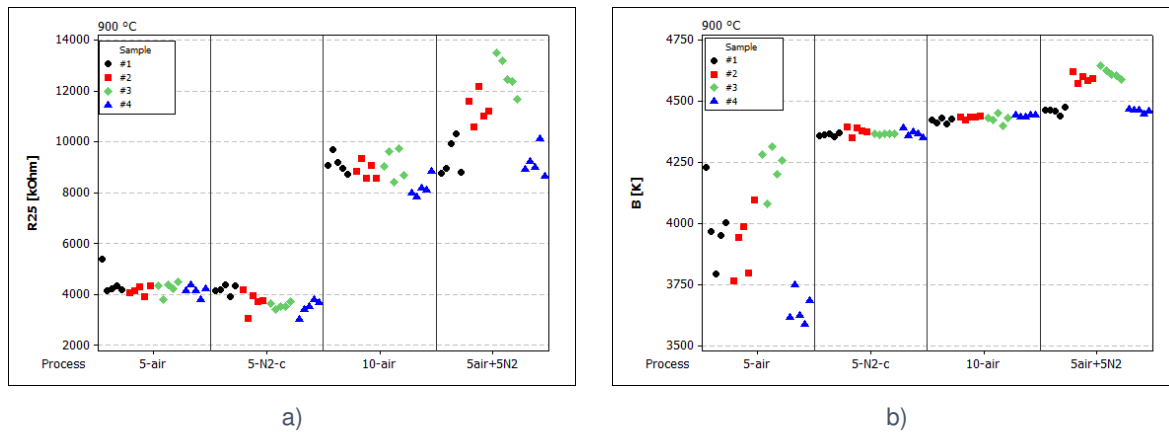 900 ºC
14000
12000
10000
8000
6000
4000
2000
R25 [kOhm]
Sample
#1
#2
#3
#4
Process 5-air 5-N2-c 10-air 5air+5N2
a)
900 ºC
4750
4500
4250
4000
3750
3500
B [K]
Sample
#1
#2
#3
#4
Process 5-air 5-N2-c 10-air 5air+5N2
b)